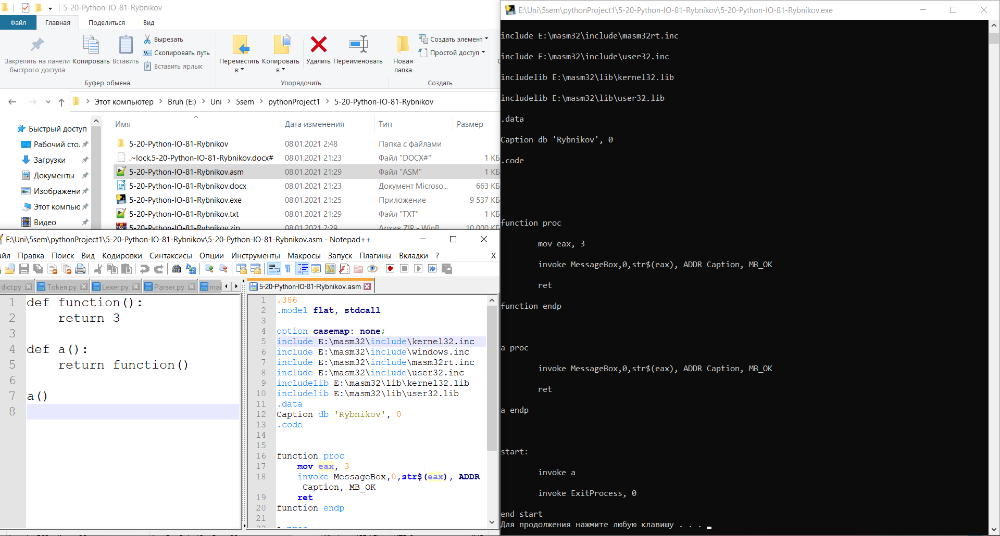 5-20-Python-IO-81-Rybnikov
Файл Главная Поделиться Вид
Закрепить на панели быстрого доступа
Копировать
Вставить
Вырезать
Скопировать путь
Вставить ярлык
Переместить в
Копировать в
Удалить
Переименовать
Новая папка
Создать элемент
Простой доступ
Буфер обмена
Упорядочить
Создать
Этот компьютер Bruh (E:) Uni 5sem pythonProject1 5-20-Python-IO-81-Rybnikov
Быстрый доступ
Рабочий стол
Загрузки
Документы
Изображени
Этот компью
Видео
Имя Дата изменения Тип Размер
5-20-Python-IO-81-Rybnikov 08.01.2021 2:48 Папка с файлами
.~lock.5-20-Python-IO-81-Rybnikov.docx# 08.01.2021 21:23 Файл "DOCX#" 1 КБ
5-20-Python-IO-81-Rybnikov.asm 08.01.2021 21:29 Файл "ASM" 1 КБ
5-20-Python-IO-81-Rybnikov.docx 08.01.2021 21:23 Документ Microso... 663 КБ
5-20-Python-IO-81-Rybnikov.exe 08.01.2021 21:25 Приложение 9 537 КБ
5-20-Python-IO-81-Rybnikov.txt 08.01.2021 21:29 Файл "TXT" 1 КБ
5-20-Python-IO-81-Rybnikov.zip 08.01.2021 2:29 Архив ZIP - WinR 10 000 КБ
E:\Uni\5sem\pythonProject1\5-20-Python-IO-81-Rybnikov\5-20-Python-IO-81-Rybnikov.asm - Notepad++
айл Правка Поиск Вид Кодировки Синтаксисы Опции Инструменты Макросы Запуск Плагины Вкладки ? X
dict.py Token.py Lexer.py Parser.py mai
1 def function():
2 return 3
3
4 def a():
5 return function()
6
7 a()
8
5-20-Python-IO-81-Rybnikov.asm
1 .386
2 .model flat, stdcall
3
4 option casemap: none;
5 include E:\masm32\include\kernel32.inc
6 include E:\masm32\include\windows.inc
7 include E:\masm32\include\masm32rt.inc
8 include E:\masm32\include\user32.inc
9 includelib E:\masm32\lib\kernel32.lib
10 includelib E:\masm32\lib\user32.lib
11 .data
12 Caption db 'Rybnikov', 0
13 .code
14
15
16 function proc
17 mov eax, 3
18 invoke MessageBox,0,str$(eax), ADDR
Caption, MB_OK
19 ret
20 function endp
21
E:\Uni\5sem\pythonProject1\5-20-Python-IO-81-Rybnikov\5-20-Python-IO-81-Rybnikov.exe
include E:\masm32\include\masm32rt.inc
include E:\masm32\include\user32.inc
includelib E:\masm32\lib\kernel32.lib
includelib E:\masm32\lib\user32.lib
.data
Caption db 'Rybnikov', 0
.code
function proc
mov eax, 3
invoke MessageBox,0,str$(eax), ADDR Caption, MB_OK
ret
function endp
a proc
invoke MessageBox,0,str$(eax), ADDR Caption, MB_OK
ret
a endp
start:
invoke a
invoke ExitProcess, 0
end start
Для продолжения нажмите любую клавишу . . .